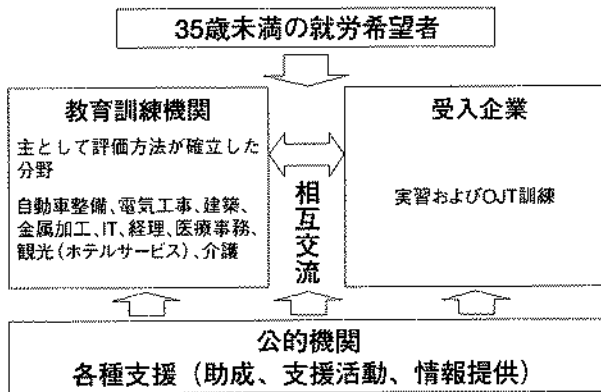 35歳未満の就労希望者
教育訓練機関
主として評価方法が確立した
分野
自動車整備、電気工事、建築、
金属加工、IT、経理、医療事務、
観光(ホテルサービス)、介護
相互交流
受入企業
実習およびOJT訓練
公的機関
各種支援(助成、支援活動、情報提供)